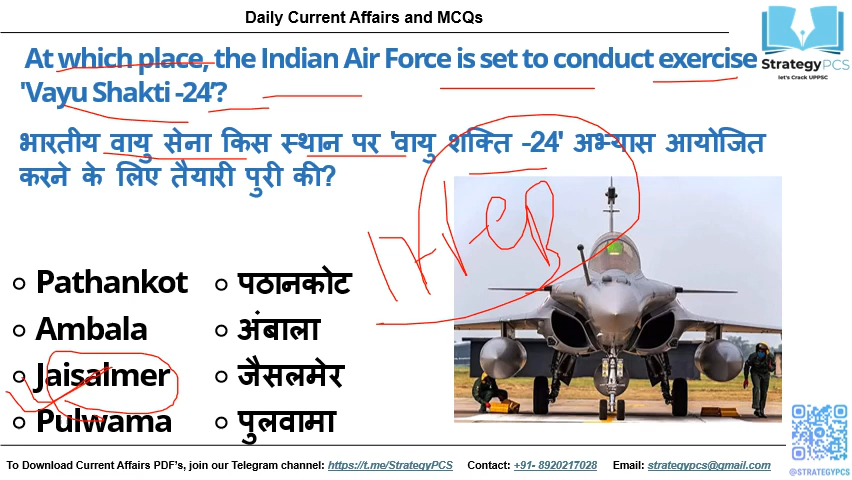 Daily Current Affairs and MCQs
At which place, the Indian Air Force is set to conduct exercise
'Vayu Shakti -24'?
भारतीय वायु सेना किस स्थान पर 'वायु शक्ति -24' अभ्यास आयोजित
करने के लिए तैयारी पुरी की?
StrategyPCS
let's Crack UPPSC
17 Feb
Pathankot पठानकोट
Ambala अंबाला
Jaisalmer जैसलमेर
Pulwama पुलवामा
@STRATEGYPCS
To Download Current Affairs PDF's, join our Telegram channel: https://t.me/StrategyPCS Contact: +91- 8920217028 Email: strategypcs@gmail.com